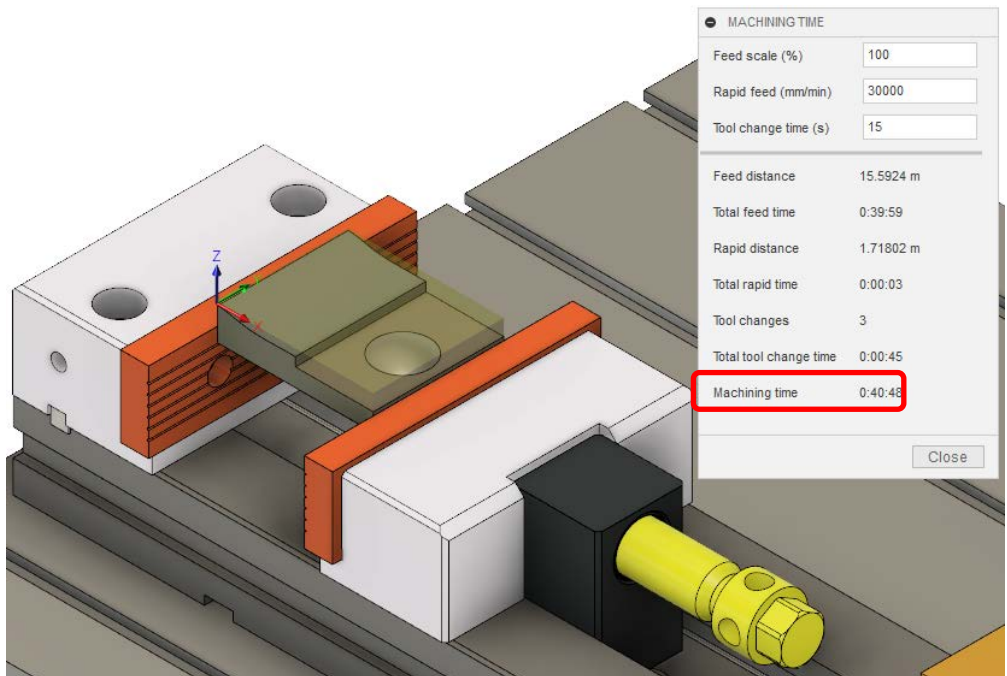 MACHINING TIME
Feed scale (%) 100
Rapid feed (mm/min) 30000
Tool change time (s) 15
Feed distance 15.5924 m
Total feed time 0:39:59
Rapid distance 1.71802 m
Total rapid time 0:00:03
Tool changes 3
Total tool change time 0:00:45
Machining time 0:40:48
Close
Z
X